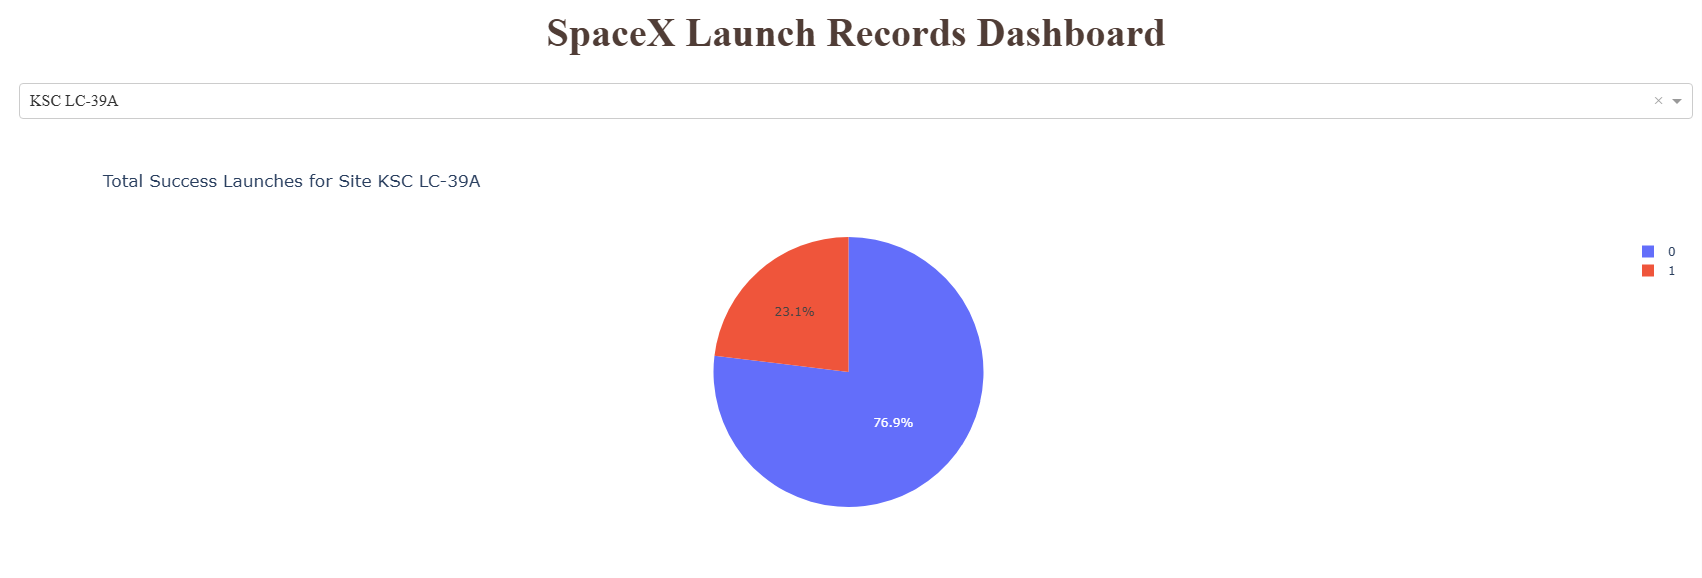 SpaceX Launch Records Dashboard
KSC LC-39A
×
Total Success Launches for Site KSC LC-39A
0
1
23.1%
76.9%